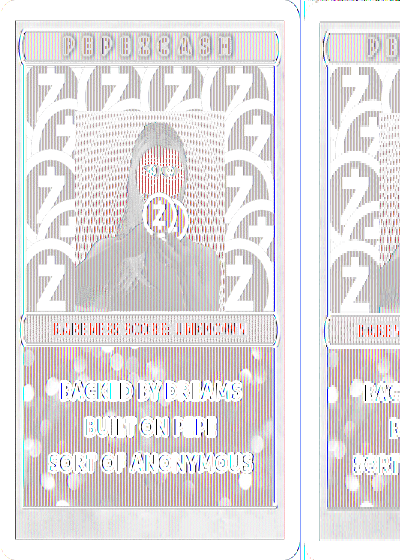 PEPEZCASH
BACKED BY DREAMS
BUILT ON PEPE
SORT OF ANONYMOUS